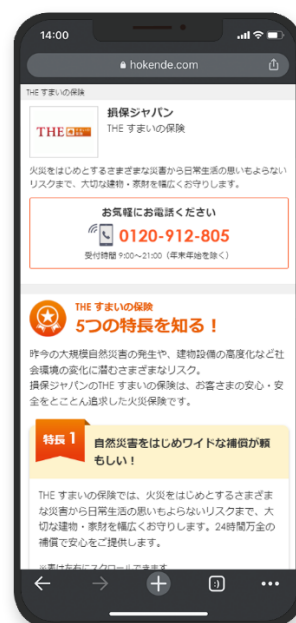 14:00
hokende.com
THE すまいの保険
THE
損保ジャパン
THE すまいの保険
火災をはじめとするさまざまな災害から日常生活の思いもよらない
リスクまで、大切な建物・家財を幅広くお守りします。
お気軽にお電話ください
0120-912-805
受付時間 9:00～21:00（年末年始を除く）
THE すまいの保険
5つの特長を知る！
昨今の大規模自然災害の発生や、建物設備の高度化など社
会環境の変化に潜むさまざまなリスク。
損保ジャパンのTHE すまいの保険は、お客さまの安心・安
全をとことん追求した火災保険です。
特長 1
自然災害をはじめワイドな補償が頼
もしい！
THE すまいの保険では、火災をはじめとするさまざま
な災害から日常生活の思いもよらないリスクまで、大
切な建物・家財を幅広くお守りします。24時間万全の
補償で安心をご提供します。
※表は左右にスクロールできます